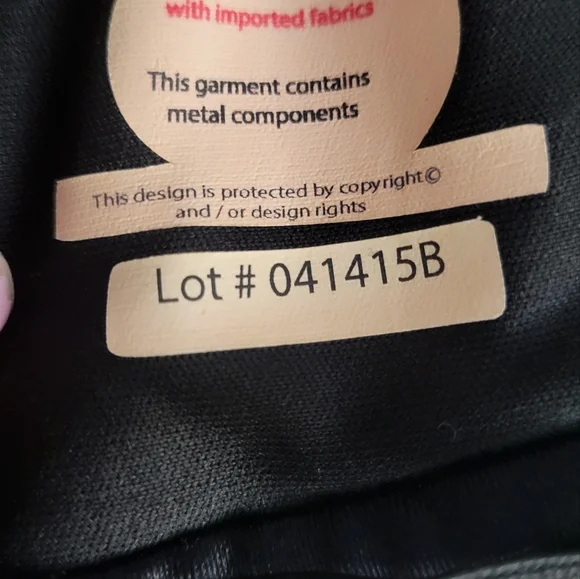 with imported fabrics
This garment contains
metal components
This design is protected by copyright©
and / or design rights
Lot # 041415B